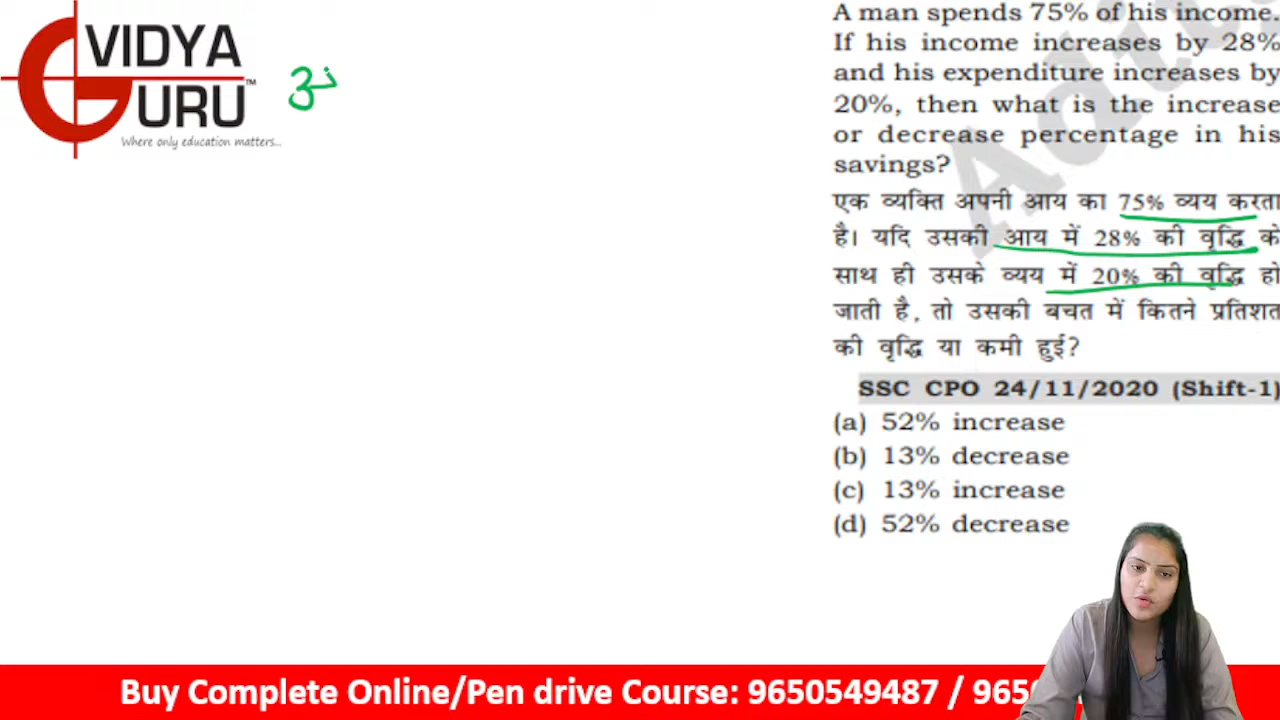 VIDYA
GURU™
Where only education matters...
A man spends 75% of his income.
If his income increases by 28%
and his expenditure increases by
20%, then what is the increase
or decrease percentage in his
savings?
एक व्यक्ति अपनी आय का 75% व्यय करता
है। यदि उसकी आय में 28% की वृद्धि के
साथ ही उसके व्यय में 20% की वृद्धि हो
जाती है, तो उसकी बचत में कितने प्रतिशत
की वृद्धि या कमी हुई?
SSC CPO 24/11/2020 (Shift-1)
(a) 52% increase
(b) 13% decrease
(c) 13% increase
(d) 52% decrease
Buy Complete Online/Pen drive Course: 9650549487 /